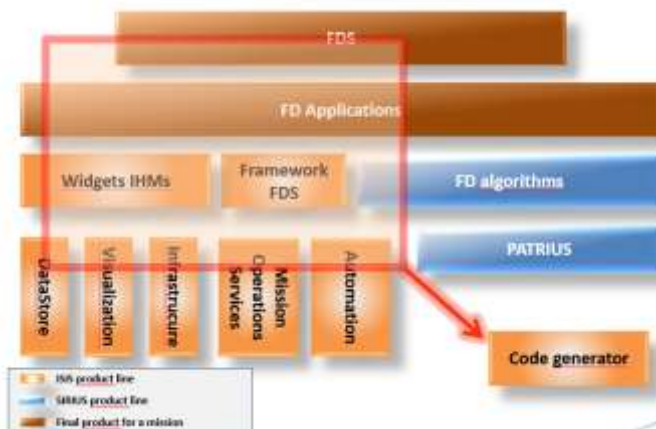 FDS
FD Applications
Widgets IHMs
Framework
FDS
FD algorithms
PATRIUS
DataStore
Visualization
Infrastrucure
Mission
Operations
Services
Automation
Code generator
ISIS product line
SIRIUS product line
Final product for a mission